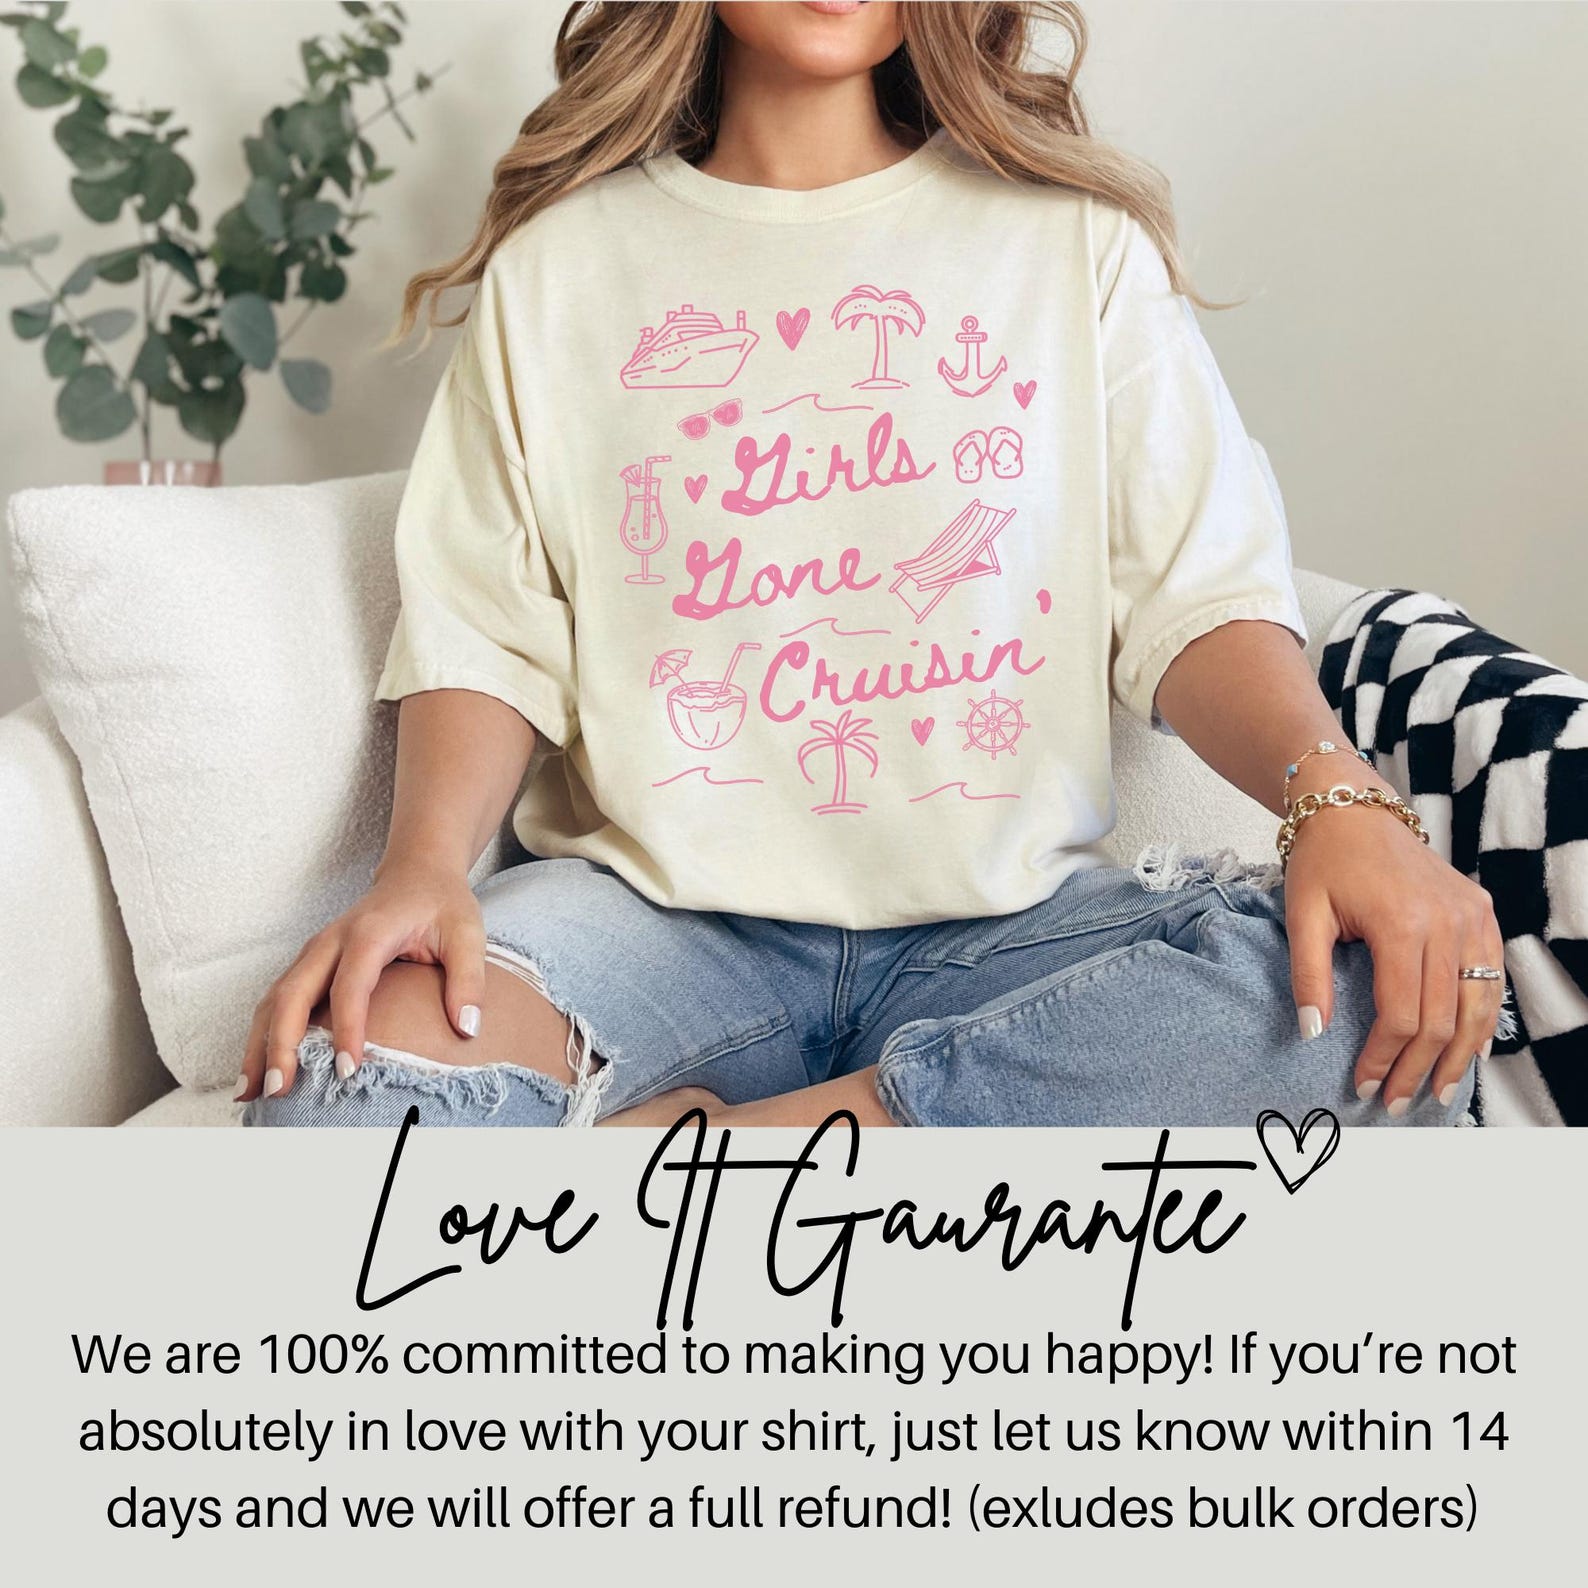 Girls
Gone
Cruisin'
Love It Gaurantee
We are 100% committed to making you happy! If you’re not
absolutely in love with your shirt, just let us know within 14
days and we will offer a full refund! (exludes bulk orders)